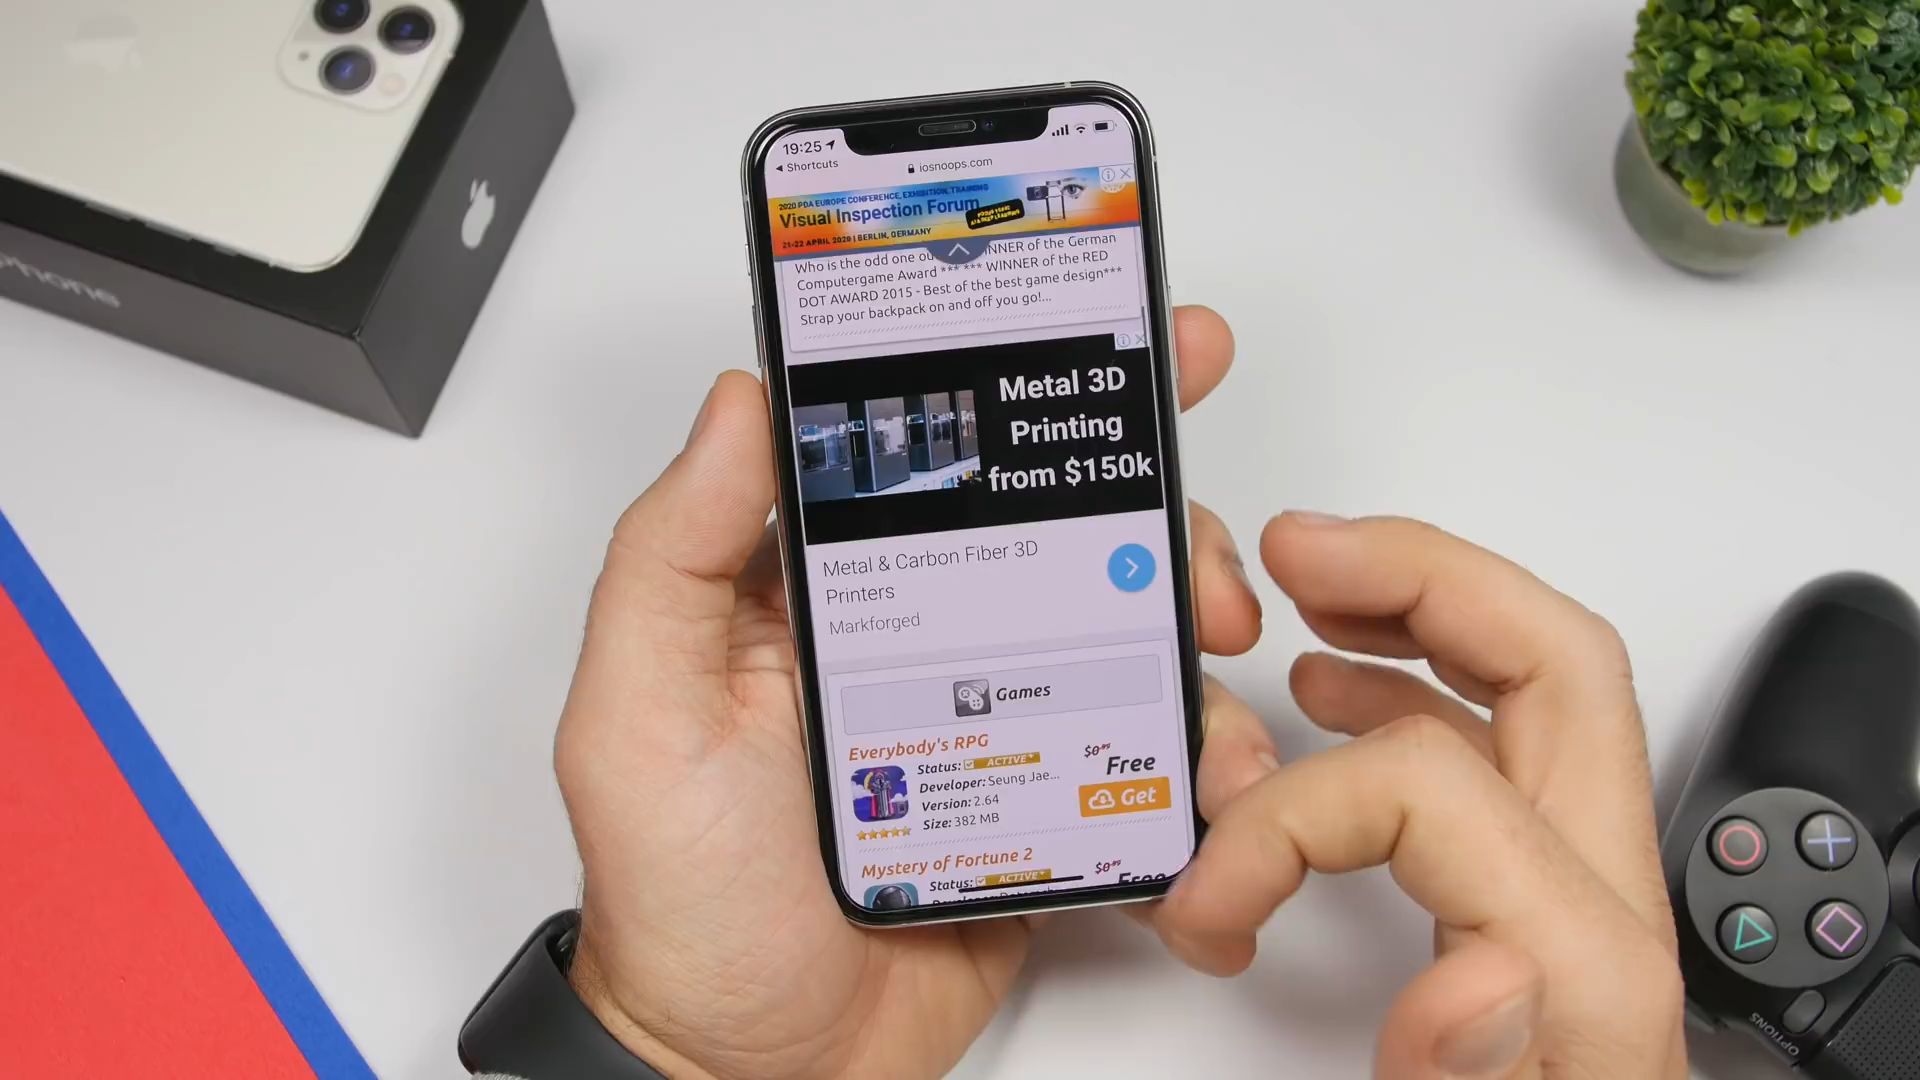 19:25
Shortcuts
iosnoops.com
2020 PDA EUROPE CONFERENCE, EXHIBITION, TRAINING
Visual Inspection Forum
21-22 APRIL 2020 | BERLIN, GERMANY
Who is the odd one ou INNER of the German
Computergame Award *** *** WINNER of the RED
DOT AWARD 2015 - Best of the best game design***
Strap your backpack on and off you go!...
Metal 3D
Printing
from $150k
Metal & Carbon Fiber 3D
Printers
Markforged
Games
Everybody's RPG
Status: ACTIVE
Developer: Seung Jae...
Version: 2.64
Size: 382 MB
$0.99
Free
Get
Mystery of Fortune 2
Status: ACTIVE
$0.99
Free
phone
OPTIONS